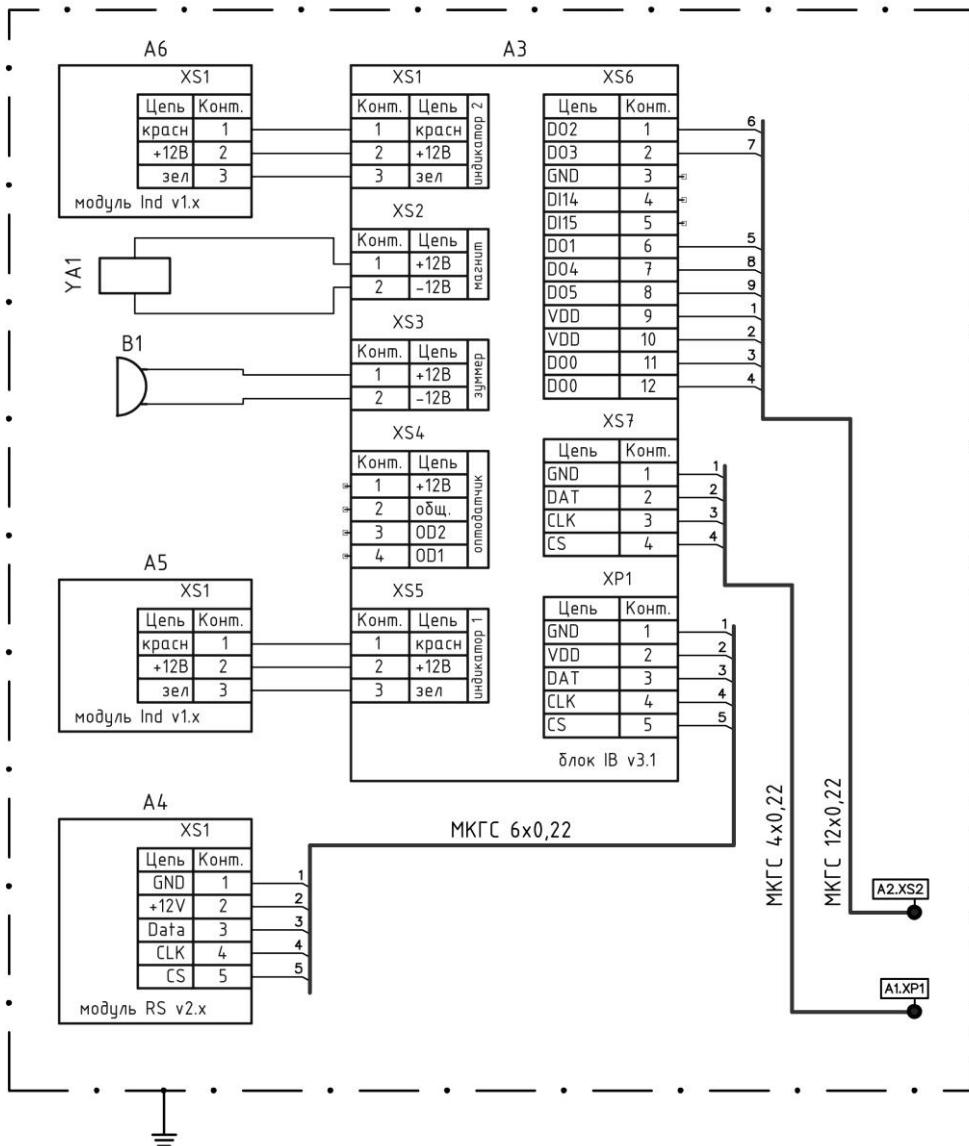 A6
XS1
Цепь Конт.
красн 1
+12В 2
зел 3
модуль Ind v1.x
YA1
B1
A5
XS1
Цепь Конт.
красн 1
+12В 2
зел 3
модуль Ind v1.x
A4
XS1
Цепь Конт.
GND 1
+12V 2
Data 3
CLK 4
CS 5
модуль RS v2.x
1
2
3
4
5
A3
XS1
Конт. Цепь
1 красн
2 +12В
3 зел
индикатор 2
XS2
Конт. Цепь
1 +12В
2 -12В
магнит
XS3
Конт. Цепь
1 +12В
2 -12В
зуммер
XS4
Конт. Цепь
1 +12В
2 общ.
3 OD2
4 OD1
оптодатчик
XS5
Конт. Цепь
1 красн
2 +12В
3 зел
индикатор 1
XS6
Цепь Конт.
DO2 1
DO3 2
GND 3
DI14 4
DI15 5
DO1 6
DO4 7
DO5 8
VDD 9
VDD 10
DO0 11
DO0 12
6
7
5
8
9
1
2
3
4
XS7
Цепь Конт.
GND 1
DAT 2
CLK 3
CS 4
1
2
3
4
XP1
Цепь Конт.
GND 1
VDD 2
DAT 3
CLK 4
CS 5
1
2
3
4
5
блок IB v3.1
МКГС 6x0,22
МКГС 4x0,22
МКГС 12x0,22
A2.XS2
A1.XP1